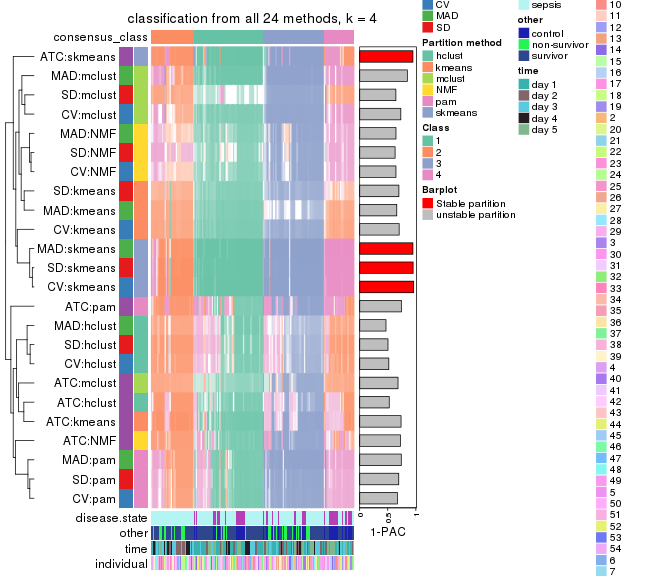 classification from all 24 methods, k = 4
consensus_class
ATC:skmeans
MAD:mclust
SD:mclust
CV:mclust
MAD:NMF
SD:NMF
CV:NMF
SD:kmeans
MAD:kmeans
CV:kmeans
MAD:skmeans
SD:skmeans
CV:skmeans
ATC:pam
MAD:hclust
SD:hclust
CV:hclust
ATC:mclust
ATC:hclust
ATC:kmeans
ATC:NMF
MAD:pam
SD:pam
CV:pam
disease.state
other
time
individual
0
0.5
1
1-PAC
CV
MAD
SD
Partition method
hclust
kmeans
mclust
NMF
pam
skmeans
Class
1
2
3
4
Barplot
Stable partition
unstable partition
sepsis
other
control
non-survivor
survivor
time
day 1
day 2
day 3
day 4
day 5
10
11
12
13
14
15
16
17
18
19
2
20
21
22
23
24
25
26
27
28
29
3
30
31
32
33
34
35
36
37
38
39
4
40
41
42
43
44
45
46
47
48
49
5
50
51
52
53
54
6
7